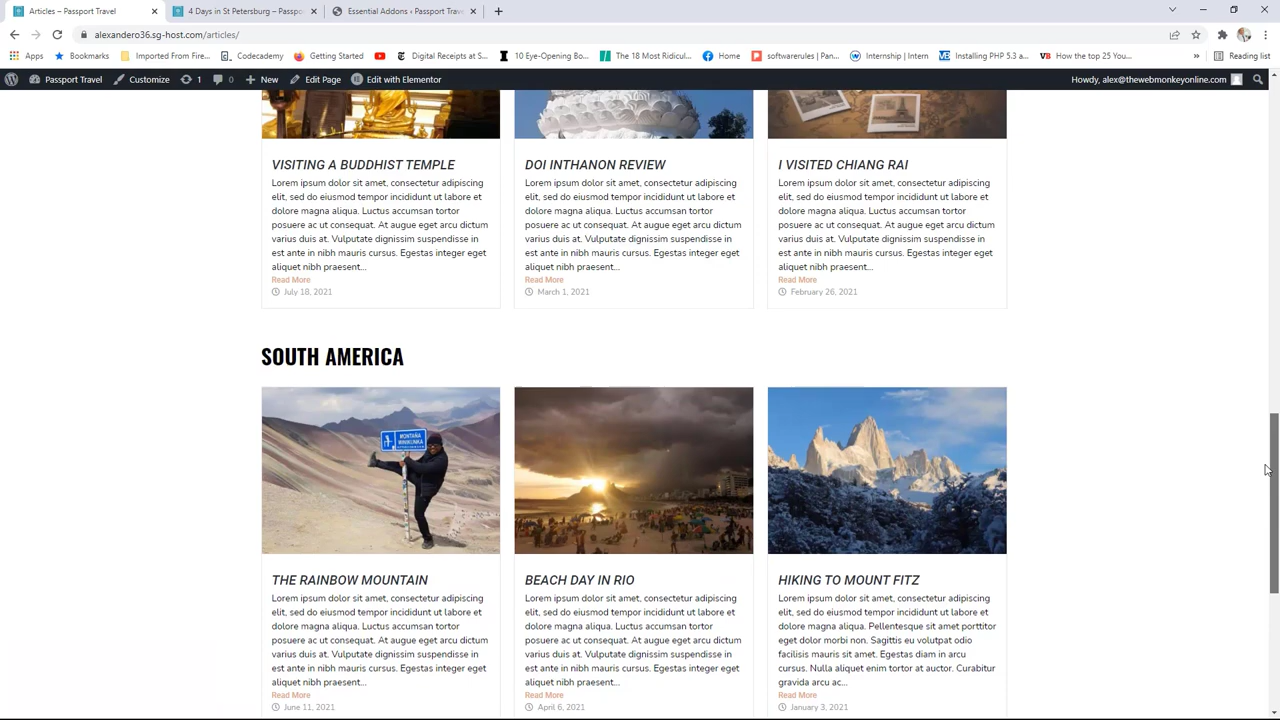 Articles – Passport Travel
4 Days in St Petersburg – Passpo
Essential Addons ‹ Passport Trave
alexandero36.sg-host.com/articles/
Apps
Bookmarks
Imported From Fire...
Codecademy
Getting Started
Digital Receipts at S...
10 Eye-Opening Bo...
The 18 Most Ridicul...
Home
softwarerules | Pan...
Internship | Intern
Installing PHP 5.3 a...
How the top 25 You...
Reading list
Passport Travel
Customize
1
0
New
Edit Page
Edit with Elementor
Howdy, alex@thewebmonkeyonline.com
VISITING A BUDDHIST TEMPLE
Lorem ipsum dolor sit amet, consectetur adipiscing
elit, sed do eiusmod tempor incididunt ut labore et
dolore magna aliqua. Luctus accumsan tortor
posuere ac ut consequat. At augue eget arcu dictum
varius duis at. Vulputate dignissim suspendisse in
est ante in nibh mauris cursus. Egestas integer eget
aliquet nibh praesent...
Read More
July 18, 2021
DOI INTHANON REVIEW
Lorem ipsum dolor sit amet, consectetur adipiscing
elit, sed do eiusmod tempor incididunt ut labore et
dolore magna aliqua. Luctus accumsan tortor
posuere ac ut consequat. At augue eget arcu dictum
varius duis at. Vulputate dignissim suspendisse in
est ante in nibh mauris cursus. Egestas integer eget
aliquet nibh praesent...
Read More
March 1, 2021
I VISITED CHIANG RAI
Lorem ipsum dolor sit amet, consectetur adipiscing
elit, sed do eiusmod tempor incididunt ut labore et
dolore magna aliqua. Luctus accumsan tortor
posuere ac ut consequat. At augue eget arcu dictum
varius duis at. Vulputate dignissim suspendisse in
est ante in nibh mauris cursus. Egestas integer eget
aliquet nibh praesent...
Read More
February 26, 2021
SOUTH AMERICA
MONTAÑA
WINIKUNKA
THE RAINBOW MOUNTAIN
Lorem ipsum dolor sit amet, consectetur adipiscing
elit, sed do eiusmod tempor incididunt ut labore et
dolore magna aliqua. Luctus accumsan tortor
posuere ac ut consequat. At augue eget arcu dictum
varius duis at. Vulputate dignissim suspendisse in
est ante in nibh mauris cursus. Egestas integer eget
aliquet nibh praesent...
Read More
June 11, 2021
BEACH DAY IN RIO
Lorem ipsum dolor sit amet, consectetur adipiscing
elit, sed do eiusmod tempor incididunt ut labore et
dolore magna aliqua. Luctus accumsan tortor
posuere ac ut consequat. At augue eget arcu dictum
varius duis at. Vulputate dignissim suspendisse in
est ante in nibh mauris cursus. Egestas integer eget
aliquet nibh praesent...
Read More
April 6, 2021
HIKING TO MOUNT FITZ
Lorem ipsum dolor sit amet, consectetur adipiscing
elit, sed do eiusmod tempor incididunt ut labore et
dolore magna aliqua. Pellentesque sit amet porttitor
eget dolor morbi non. Sagittis eu volutpat odio
facilisis mauris sit amet. Egestas diam in arcu
cursus. Nulla aliquet enim tortor at auctor. Curabitur
gravida arcu ac...
Read More
January 3, 2021